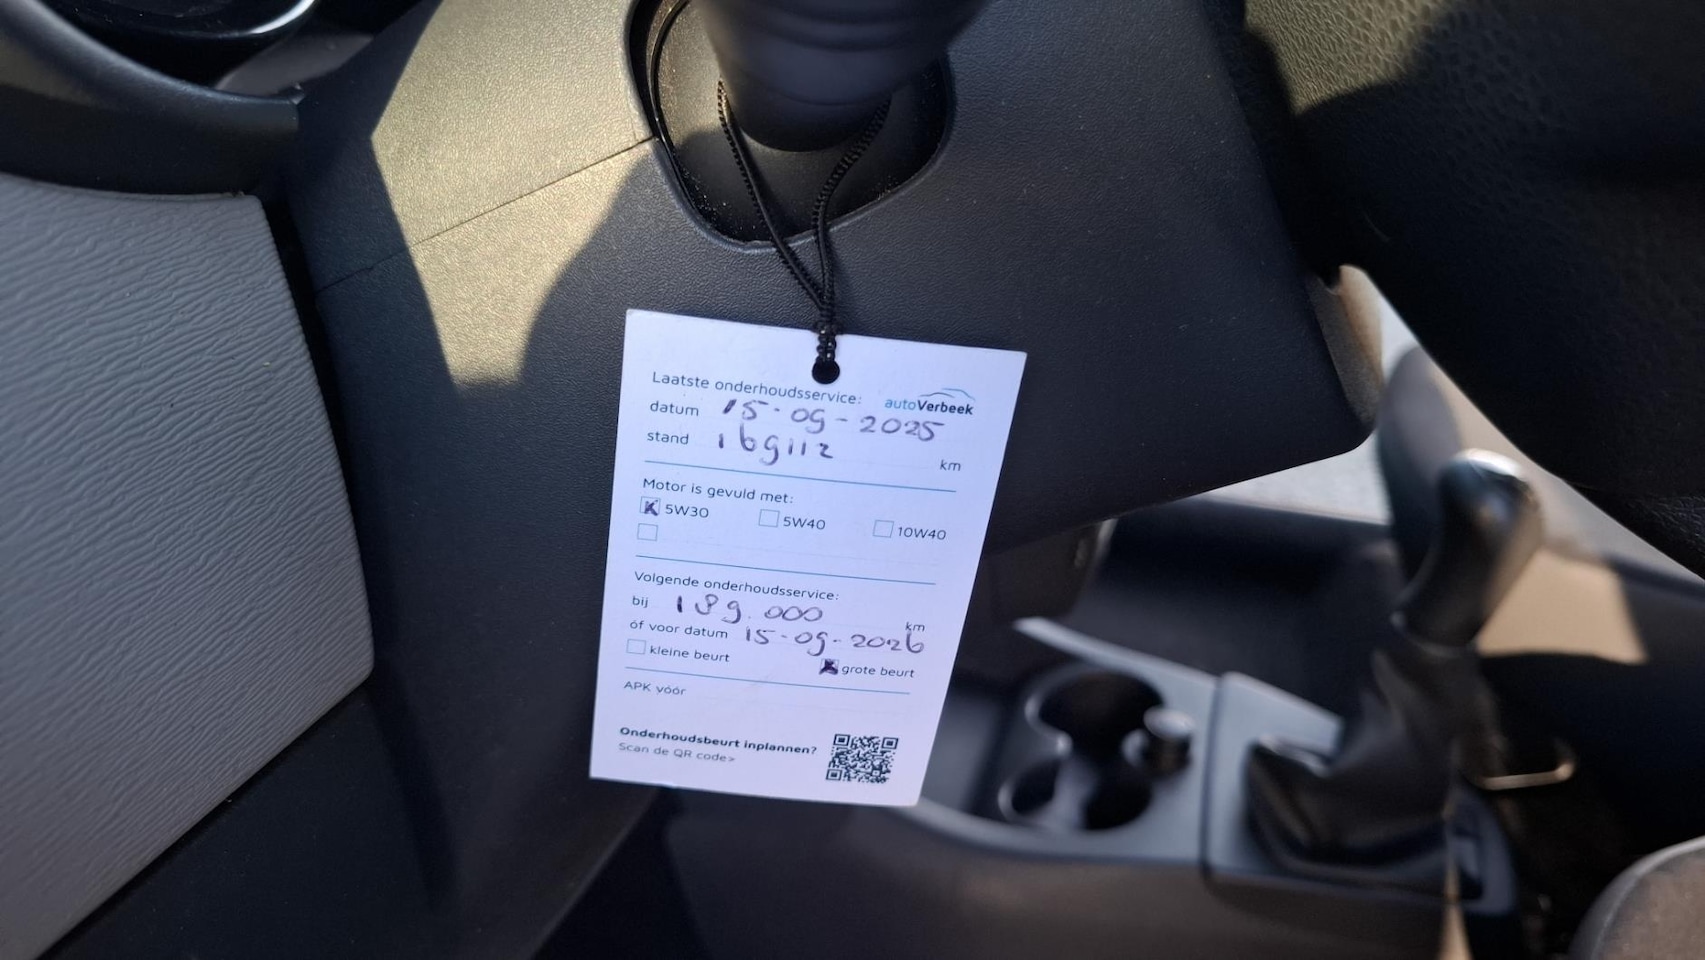 Laatste onderhoudsservice: autoVerbeek
datum 15-09-2025
stand 169112 km
Motor is gevuld met:
5W30 5W40 10W40
Volgende onderhoudsservice:
bij 189.000 km
óf voor datum 15-09-2026
kleine beurt grote beurt
APK vóór
Onderhoudsbeurt inplannen?
Scan de QR code>